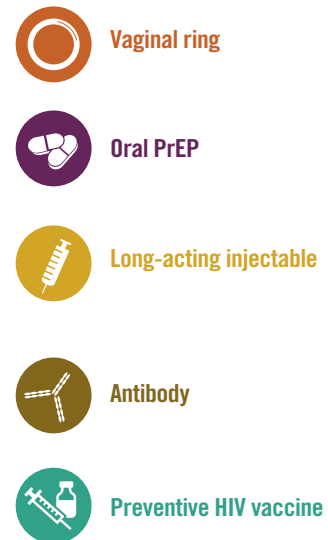 Vaginal ring
Oral PrEP
Long-acting injectable
Antibody
Preventive HIV vaccine